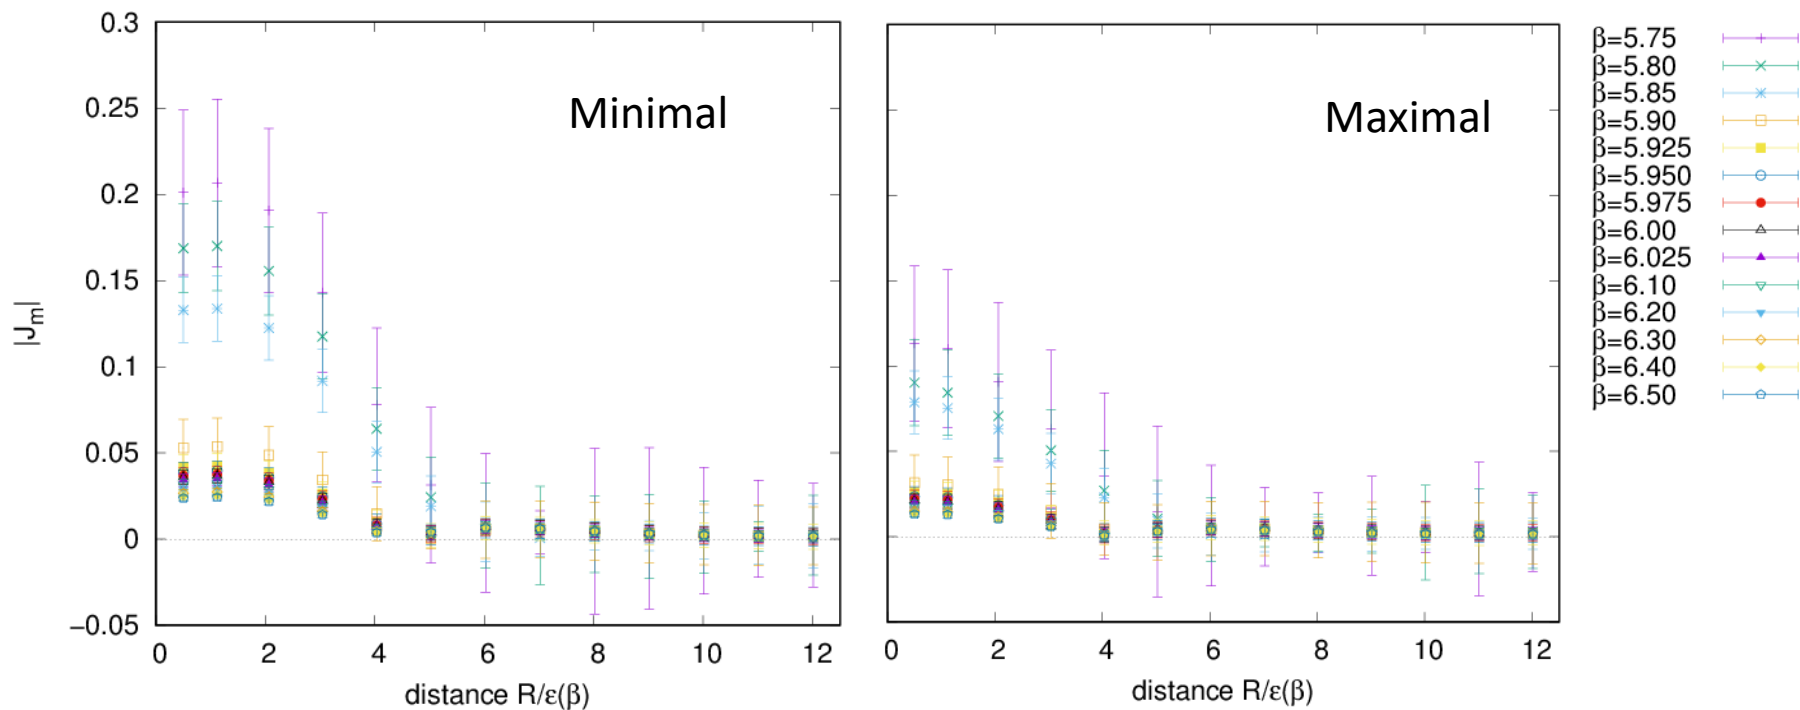 0.3
0.25
0.2
0.15
0.1
0.05
0
−0.05
|Jm|
Minimal
0 2 4 6 8 10 12
distance R/ε(β)
Maximal
0 2 4 6 8 10 12
distance R/ε(β)
β=5.75
β=5.80
β=5.85
β=5.90
β=5.925
β=5.950
β=5.975
β=6.00
β=6.025
β=6.10
β=6.20
β=6.30
β=6.40
β=6.50